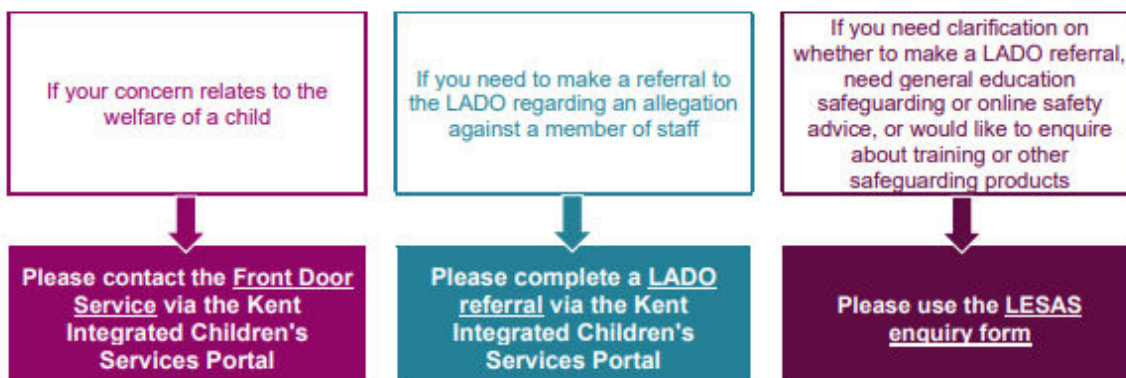 If your concern relates to the
welfare of a child
If you need to make a referral to
the LADO regarding an allegation
against a member of staff
If you need clarification on
whether to make a LADO referral,
need general education
safeguarding or online safety
advice, or would like to enquire
about training or other
safeguarding products
Please contact the Front Door
Service via the Kent
Integrated Children's
Services Portal
Please complete a LADO
referral via the Kent
Integrated Children's
Services Portal
Please use the LESAS
enquiry form